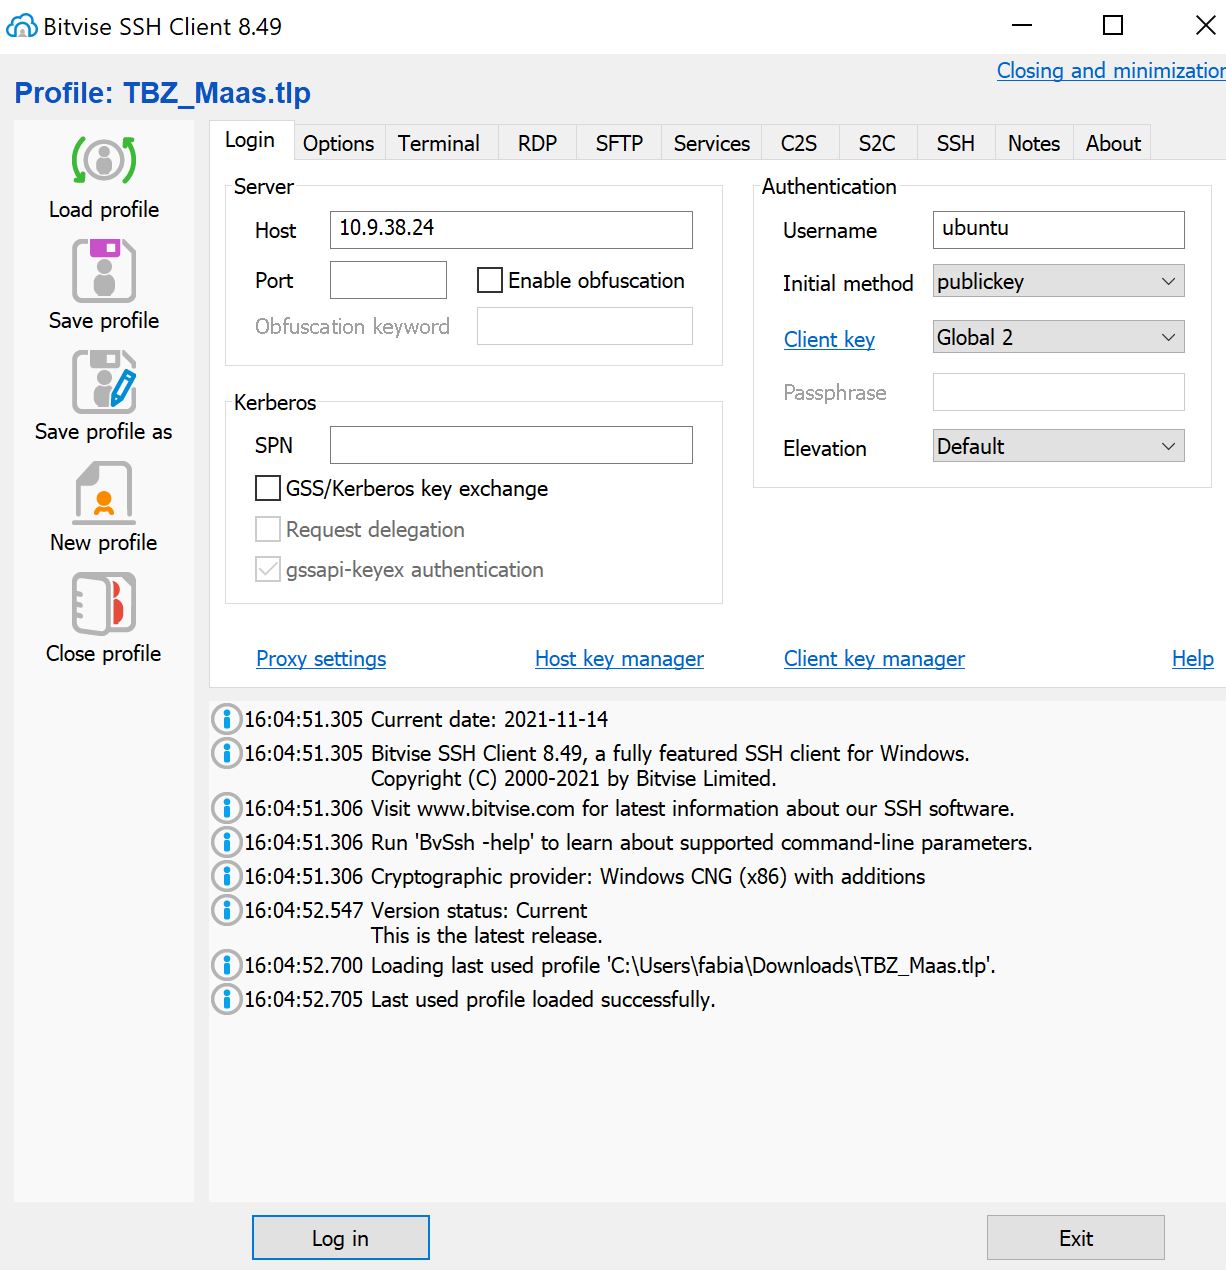 Bitvise SSH Client 8.49
Closing and minimization
Profile: TBZ_Maas.tlp
Load profile
Save profile
Save profile as
New profile
Close profile
Login Options Terminal RDP SFTP Services C2S S2C SSH Notes About
Server
Host 10.9.38.24
Port Enable obfuscation
Obfuscation keyword
Kerberos
SPN
GSS/Kerberos key exchange
Request delegation
gssapi-keyex authentication
Authentication
Username ubuntu
Initial method publickey
Client key Global 2
Passphrase
Elevation Default
Proxy settings Host key manager Client key manager Help
16:04:51.305 Current date: 2021-11-14
16:04:51.305 Bitvise SSH Client 8.49, a fully featured SSH client for Windows.
Copyright (C) 2000-2021 by Bitvise Limited.
16:04:51.306 Visit www.bitvise.com for latest information about our SSH software.
16:04:51.306 Run 'BvSsh -help' to learn about supported command-line parameters.
16:04:51.306 Cryptographic provider: Windows CNG (x86) with additions
16:04:52.547 Version status: Current
This is the latest release.
16:04:52.700 Loading last used profile 'C:\Users\fabia\Downloads\TBZ_Maas.tlp'.
16:04:52.705 Last used profile loaded successfully.
Log in Exit